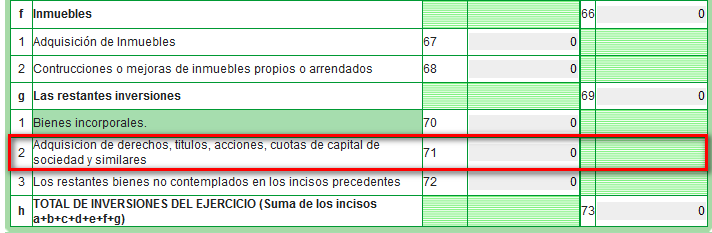 f Inmuebles 66 0
1 Adquisición de Inmuebles 67 0
2 Contrucciones o mejoras de inmuebles propios o arrendados 68 0
g Las restantes inversiones 69 0
1 Bienes incorporales. 70 0
2 Adquisición de derechos, títulos, acciones, cuotas de capital de
sociedad y similares 71 0
3 Los restantes bienes no contemplados en los incisos precedentes 72 0
h TOTAL DE INVERSIONES DEL EJERCICIO (Suma de los incisos
a+b+c+d+e+f+g) 73 0